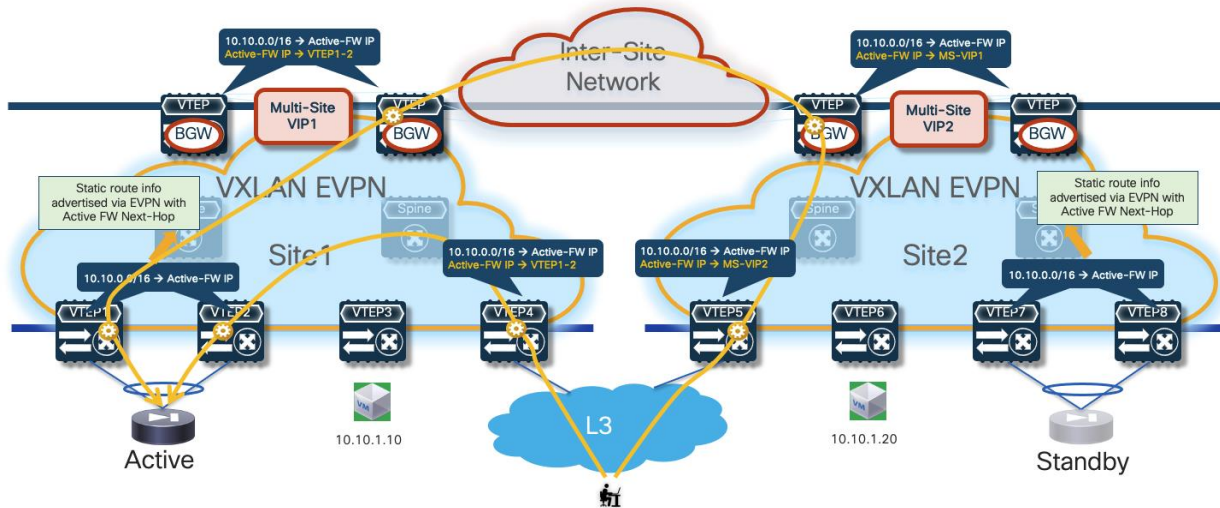 10.10.0.0/16 → Active-FW IP
Active-FW IP → VTEP1-2
10.10.0.0/16 → Active-FW IP
Active-FW IP → MS-VIP1
Inter-Site
Network
VTEP
BGW
Multi-Site
VIP1
VTEP
BGW
VTEP
BGW
Multi-Site
VIP2
VTEP
BGW
Static route info
advertised via EVPN with
Active FW Next-Hop
VXLAN EVPN
VXLAN EVPN
Static route info
advertised via EVPN with
Active FW Next-Hop
Spine
Spine
Site1
Site2
10.10.0.0/16 → Active-FW IP
Active-FW IP → VTEP1-2
10.10.0.0/16 → Active-FW IP
Active-FW IP → MS-VIP2
10.10.0.0/16 → Active-FW IP
10.10.0.0/16 → Active-FW IP
VTEP1
VTEP2
VTEP3
VTEP4
VTEP5
VTEP6
VTEP7
VTEP8
VM
VM
L3
10.10.1.10
10.10.1.20
Active
Standby